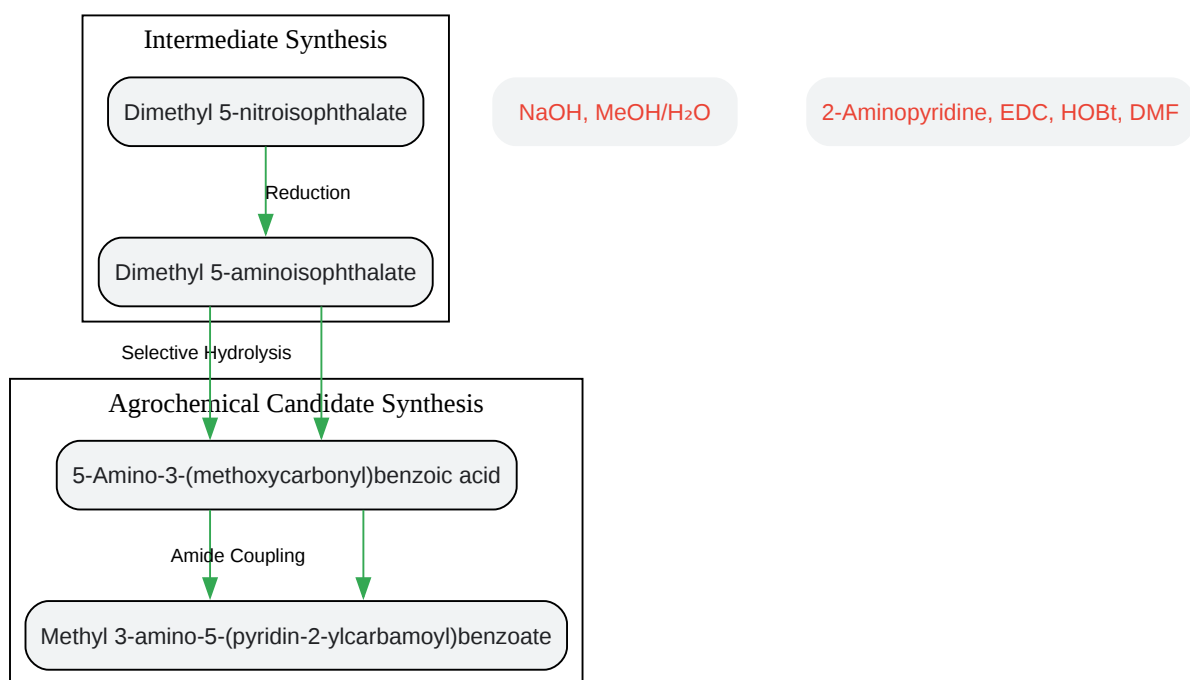 Intermediate Synthesis
Dimethyl 5-nitroisophthalate
NaOH, MeOH/H₂O
2-Aminopyridine, EDC, HOBt, DMF
Reduction
Dimethyl 5-aminoisophthalate
Selective Hydrolysis
Agrochemical Candidate Synthesis
5-Amino-3-(methoxycarbonyl)benzoic acid
Amide Coupling
Methyl 3-amino-5-(pyridin-2-ylcarbamoyl)benzoate